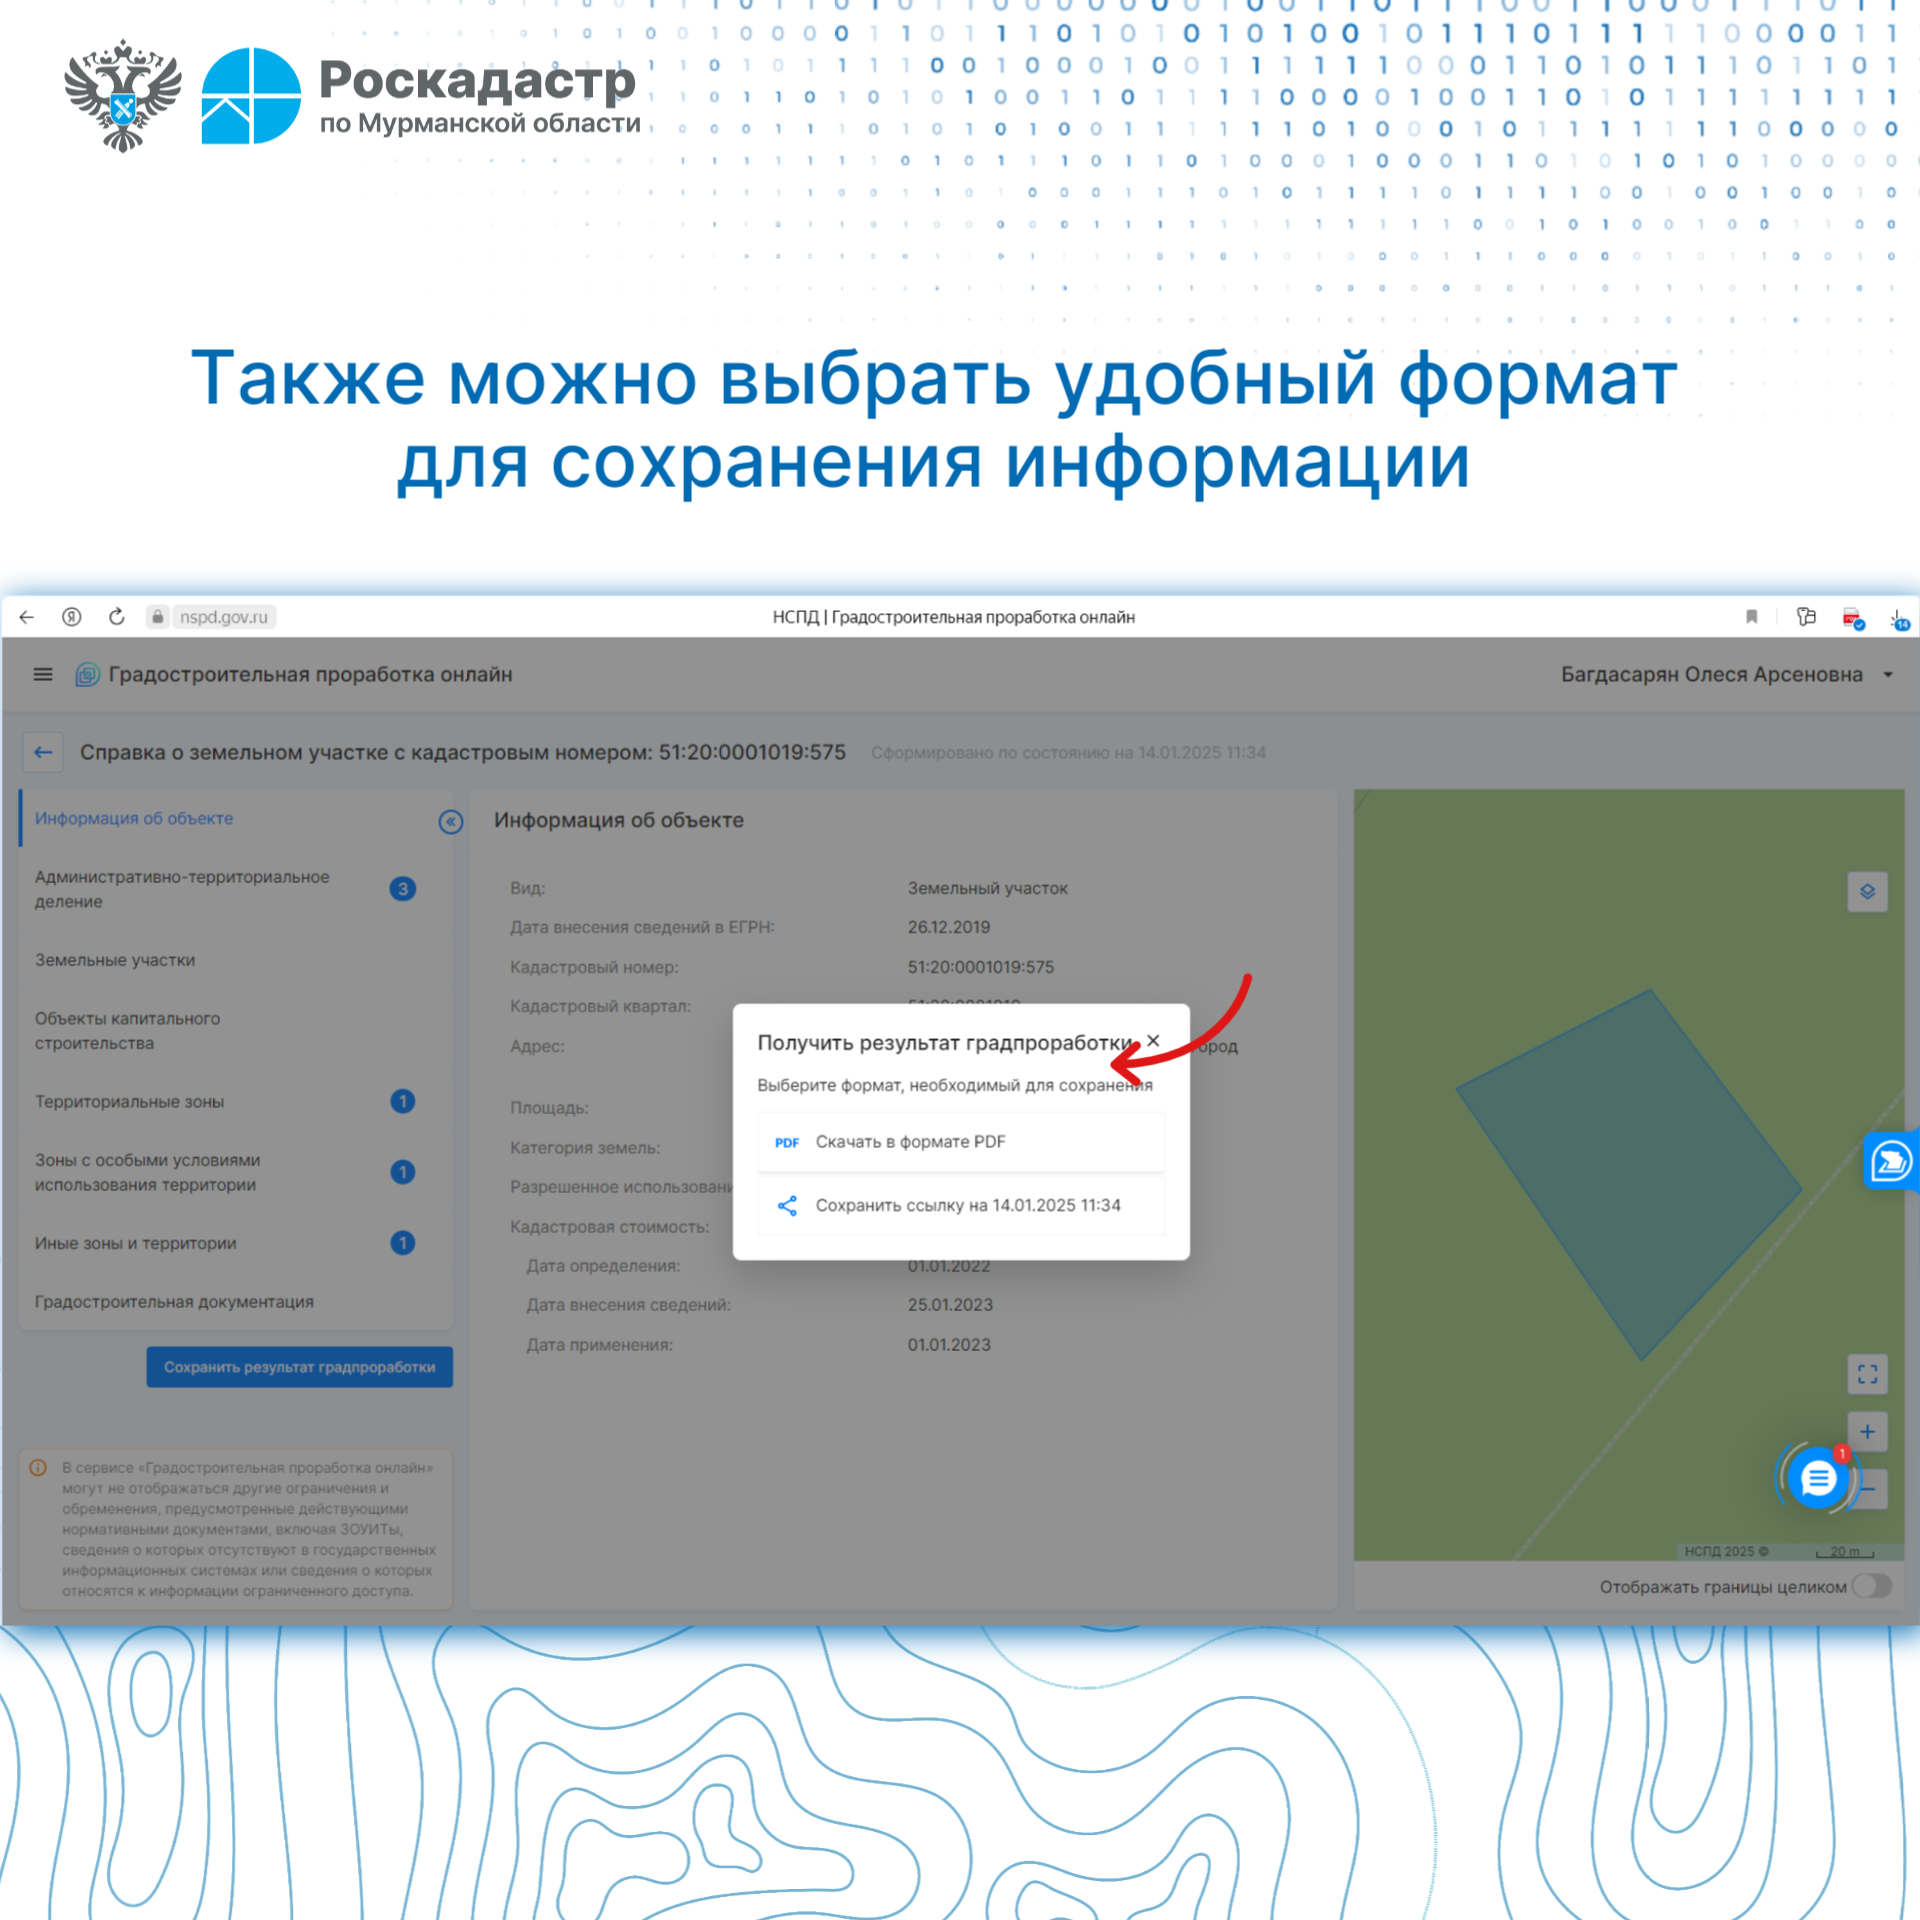 Роскадастр
по Мурманской области
Также можно выбрать удобный формат
для сохранения информации
nspd.gov.ru
НСПД | Градостроительная проработка онлайн
14
Градостроительная проработка онлайн
Багдасарян Олеся Арсеновна
Справка о земельном участке с кадастровым номером: 51:20:0001019:575
Сформировано по состоянию на 14.01.2025 11:34
Информация об объекте
Административно-территориальное
деление
3
Земельные участки
Объекты капитального
строительства
Территориальные зоны
1
Зоны с особыми условиями
использования территории
1
Иные зоны и территории
1
Градостроительная документация
Сохранить результат градпроработки
В сервисе «Градостроительная проработка онлайн»
могут не отображаться другие ограничения и
обременения, предусмотренные действующими
нормативными документами, включая ЗОУИТы,
сведения о которых отсутствуют в государственных
информационных системах или сведения о которых
относятся к информации ограниченного доступа.
Информация об объекте
Вид: Земельный участок
Дата внесения сведений в ЕГРН: 26.12.2019
Кадастровый номер: 51:20:0001019:575
Кадастровый квартал: 51:20:0001019
Адрес:
Площадь:
Категория земель:
Кадастровая стоимость:
Дата определения: 01.01.2022
Дата внесения сведений: 25.01.2023
Дата применения: 01.01.2023
Получить результат градпроработки
Выберите формат, необходимый для сохранения
PDF Скачать в формате PDF
Сохранить ссылку на 14.01.2025 11:34
1
НСПД 2025 ©
20 m
Отображать границы целиком